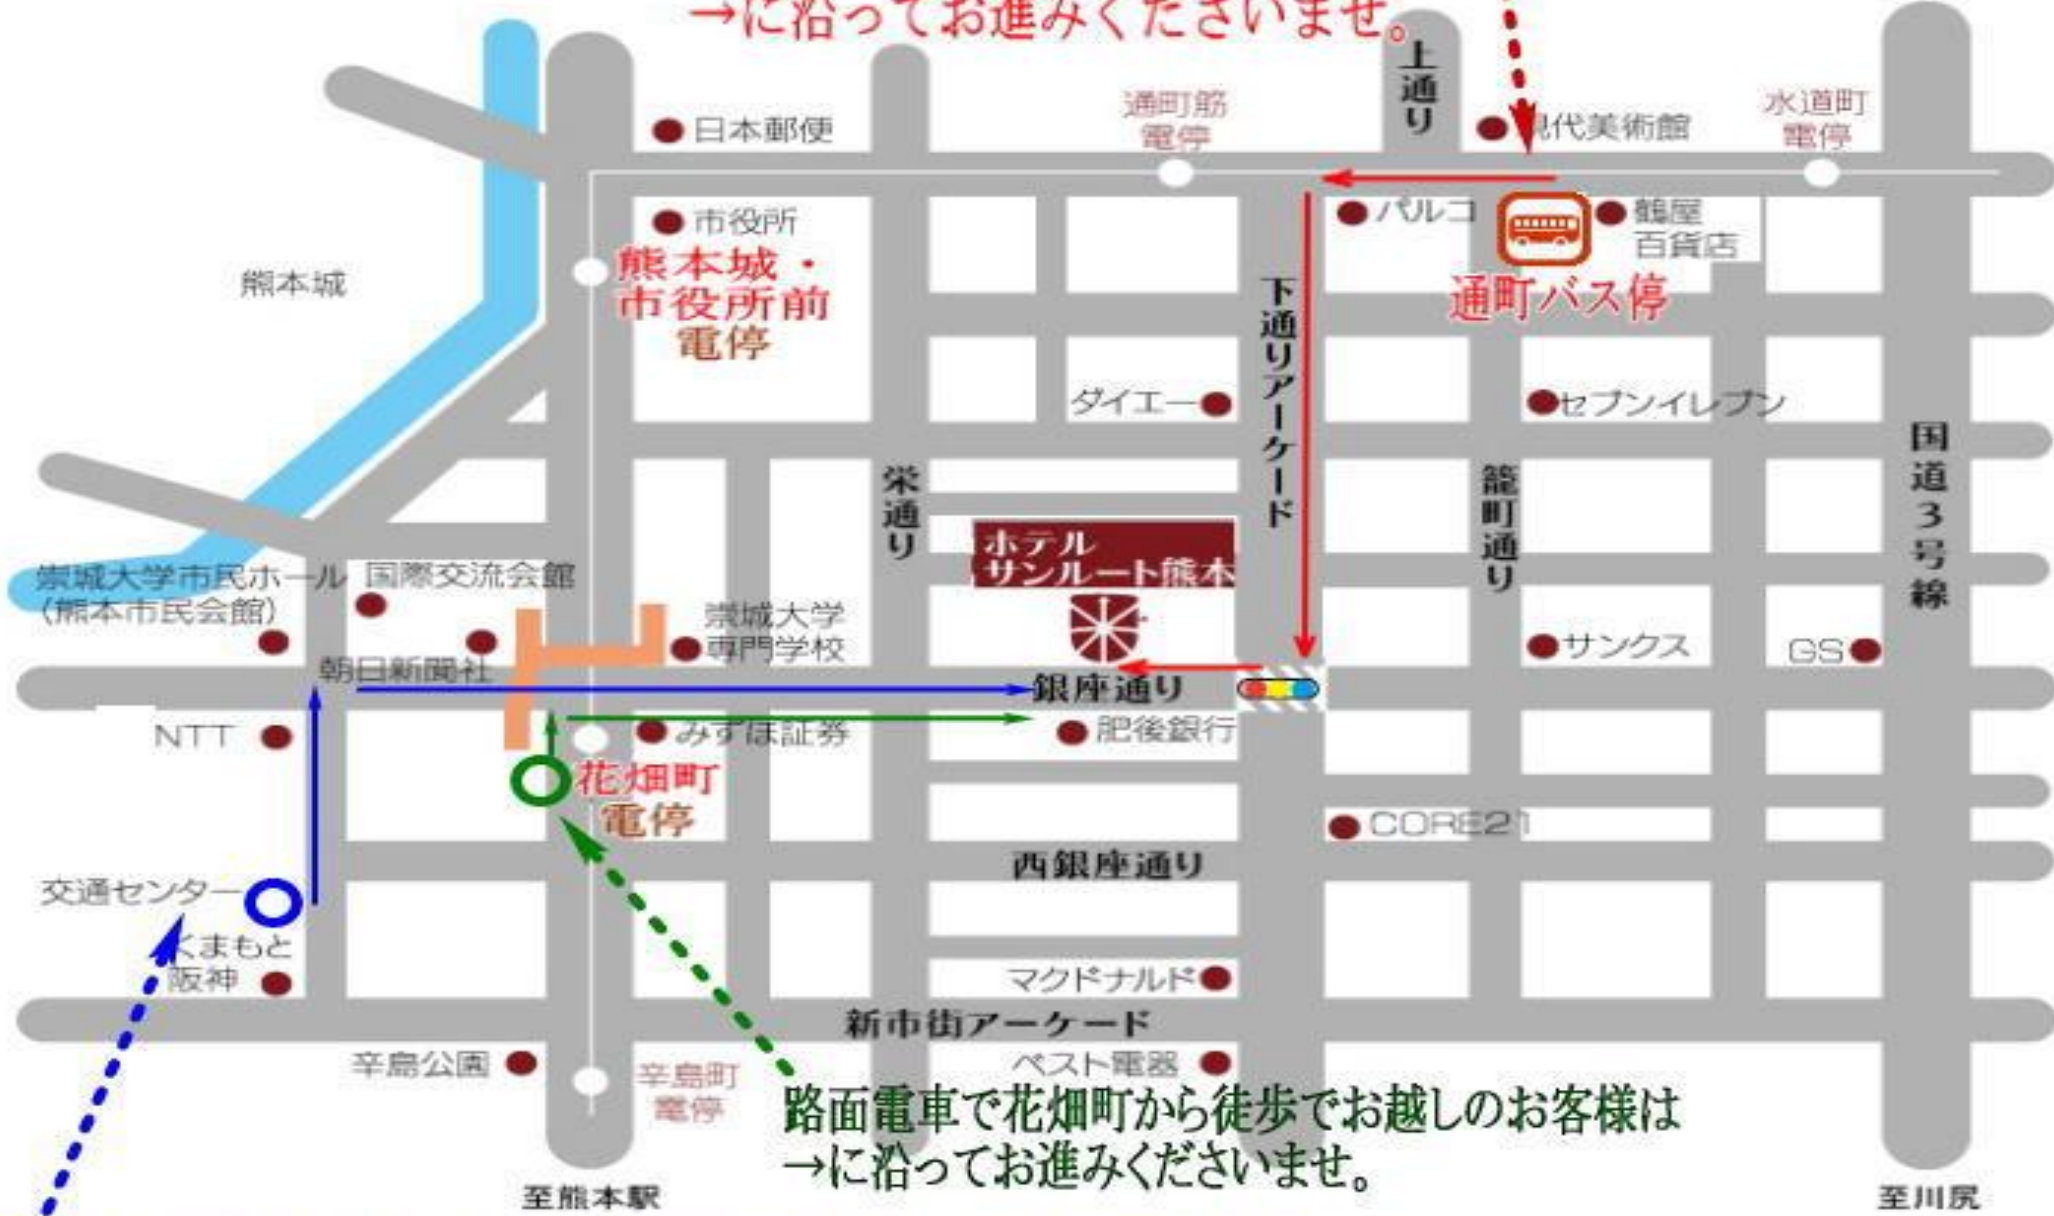 →に沿ってお進みくださいませ。
上通り
通町筋
電停
水道町
電停
日本郵便
現代美術館
市役所
パルコ
鶴屋
百貨店
熊本城・
市役所前
電停
熊本城
通町バス停
下通りアーケード
ダイエー
セブンイレブン
国道3号線
栄通り
籠町通り
ホテル
サンルート熊本
崇城大学市民ホール
(熊本市民会館)
国際交流会館
崇城大学
専門学校
朝日新聞社
サンクス
GS
銀座通り
NTT
みずほ証券
肥後銀行
花畑町
電停
CORE21
西銀座通り
交通センター
くまもと
阪神
マクドナルド
新市街アーケード
辛島公園
辛島町
電停
ベスト電器
路面電車で花畑町から徒歩でお越しのお客様は
→に沿ってお進みくださいませ。
至熊本駅
至川尻